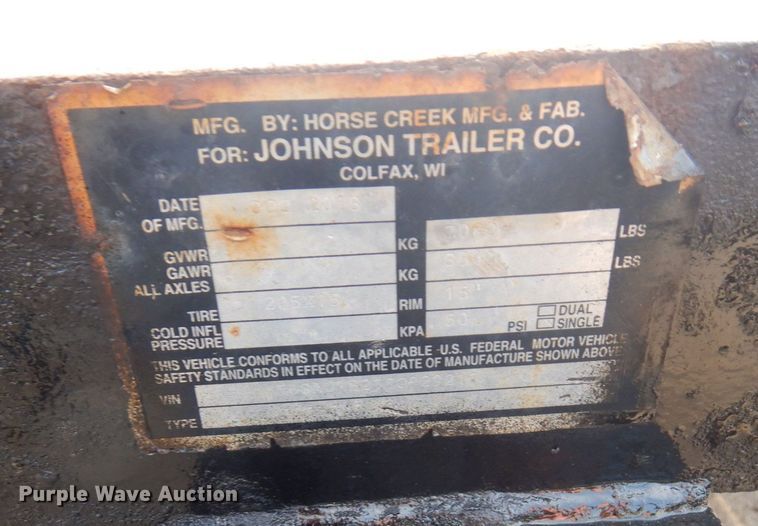 MFG. BY: HORSE CREEK MFG. & FAB.
FOR: JOHNSON TRAILER CO.
COLFAX, WI
DATE
OF MFG.
GVWR KG LBS
GAWR
ALL AXLES KG LBS
TIRE 205X15 RIM 15"
COLD INFL
PRESSURE KPA PSI DUAL
SINGLE
THIS VEHICLE CONFORMS TO ALL APPLICABLE U.S. FEDERAL MOTOR VEHICLE
SAFETY STANDARDS IN EFFECT ON THE DATE OF MANUFACTURE SHOWN ABOVE
VIN
TYPE
Purple Wave Auction